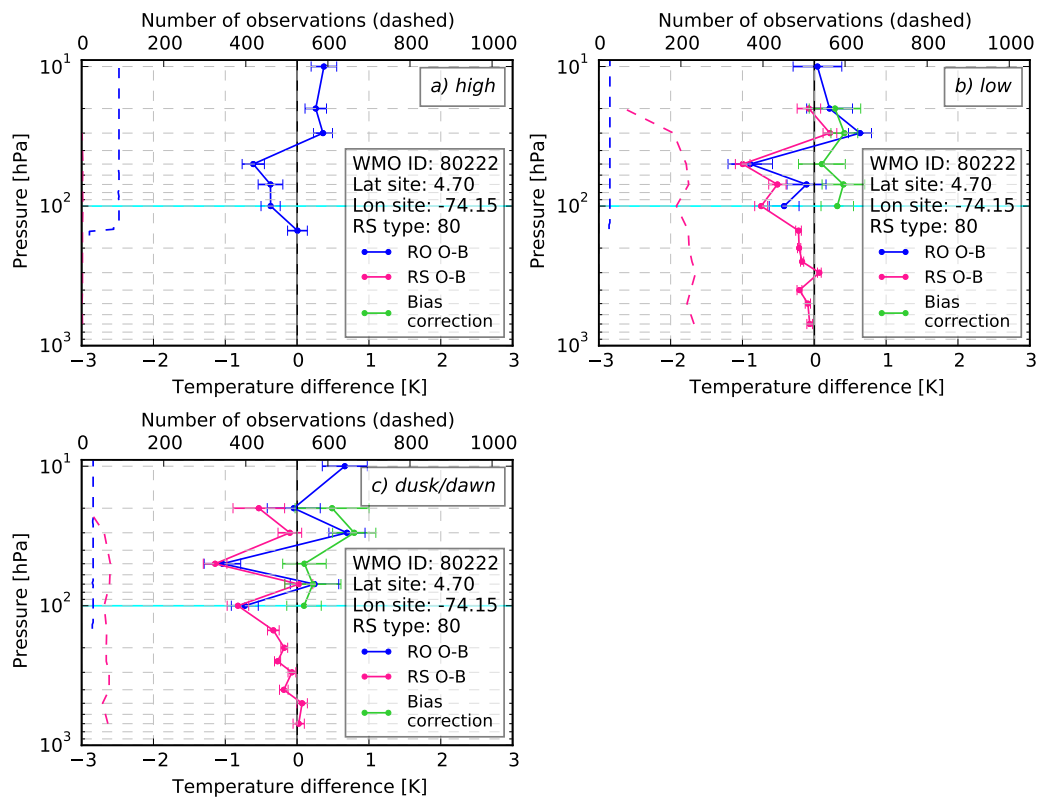 Number of observations (dashed)
0 200 400 600 800 1000
10¹
10²
10³
Pressure [hPa]
a) high
WMO ID: 80222
Lat site: 4.70
Lon site: -74.15
RS type: 80
RO O-B
RS O-B
Bias
correction
−3 −2 −1 0 1 2 3
Temperature difference [K]
Number of observations (dashed)
0 200 400 600 800 1000
10¹
10²
10³
Pressure [hPa]
b) low
WMO ID: 80222
Lat site: 4.70
Lon site: -74.15
RS type: 80
RO O-B
RS O-B
Bias
correction
−3 −2 −1 0 1 2 3
Temperature difference [K]
Number of observations (dashed)
0 200 400 600 800 1000
10¹
10²
10³
Pressure [hPa]
c) dusk/dawn
WMO ID: 80222
Lat site: 4.70
Lon site: -74.15
RS type: 80
RO O-B
RS O-B
Bias
correction
−3 −2 −1 0 1 2 3
Temperature difference [K]